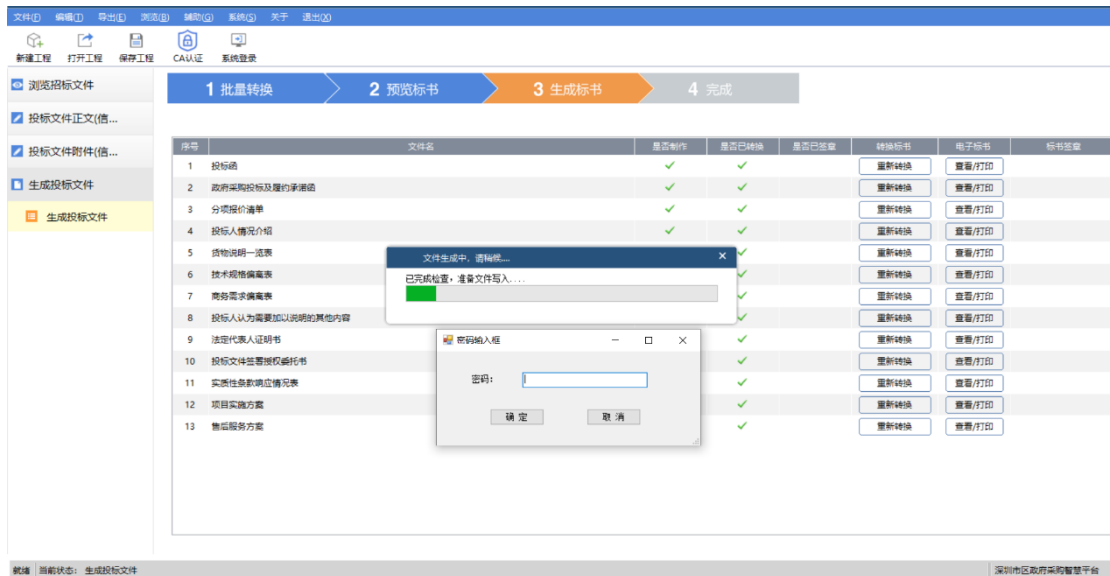 文件(F) 编辑(I) 导出(E) 浏览(B) 辅助(G) 系统(S) 关于 退出(X)
新建工程 打开工程 保存工程 CA认证 系统登录
浏览招标文件
投标文件正文(信...
投标文件附件(信...
生成投标文件
生成投标文件
1 批量转换 2 预览标书 3 生成标书 4 完成
序号 文件名 是否制作 是否已转换 是否已签章 转换标书 电子标书 标书签章
1 投标函 重新转换 查看/打印
2 政府采购投标及履约承诺函 重新转换 查看/打印
3 分项报价清单 重新转换 查看/打印
4 投标人情况介绍 重新转换 查看/打印
5 货物说明一览表 重新转换 查看/打印
6 技术规格偏离表 重新转换 查看/打印
7 商务需求偏离表 重新转换 查看/打印
8 投标人认为需要加以说明的其他内容 重新转换 查看/打印
9 法定代表人证明书 重新转换 查看/打印
10 投标文件签署授权委托书 重新转换 查看/打印
11 实质性条款响应情况表 重新转换 查看/打印
12 项目实施方案 重新转换 查看/打印
13 售后服务方案 重新转换 查看/打印
文件生成中，请稍候....
已完成检查，准备文件写入....
密码输入框
密码：
确 定 取 消
就绪 当前状态： 生成投标文件 深圳市区政府采购智慧平台